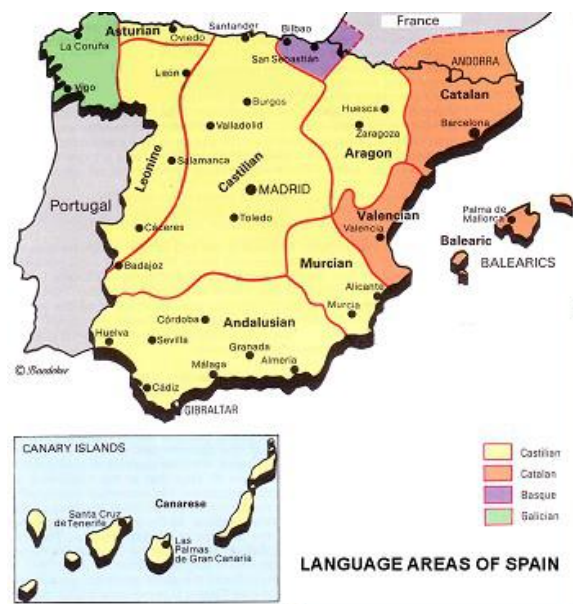 France
Santander
Bilbao
Asturian
Oviedo
La Coruña
San Sebastián
ANDORRA
León
Vigo
Catalan
Burgos
Huesca
Barcelona
Valladolid
Zaragoza
Leonine
Salamanca
Castilian
Aragon
MADRID
Portugal
Palma de
Mallorca
Toledo
Valencian
Cáceres
Valencia
Balearic
BALEARICS
Badajoz
Murcian
Alicante
Murcia
Córdoba
Andalusian
Huelva
Sevilla
Granada
Almería
Málaga
© Baedeker
Cádiz
GIBRALTAR
CANARY ISLANDS
Canarese
Santa Cruz
de Tenerife
Las
Palmas
de Gran Canaria
Castilian
Catalan
Basque
Galician
LANGUAGE AREAS OF SPAIN